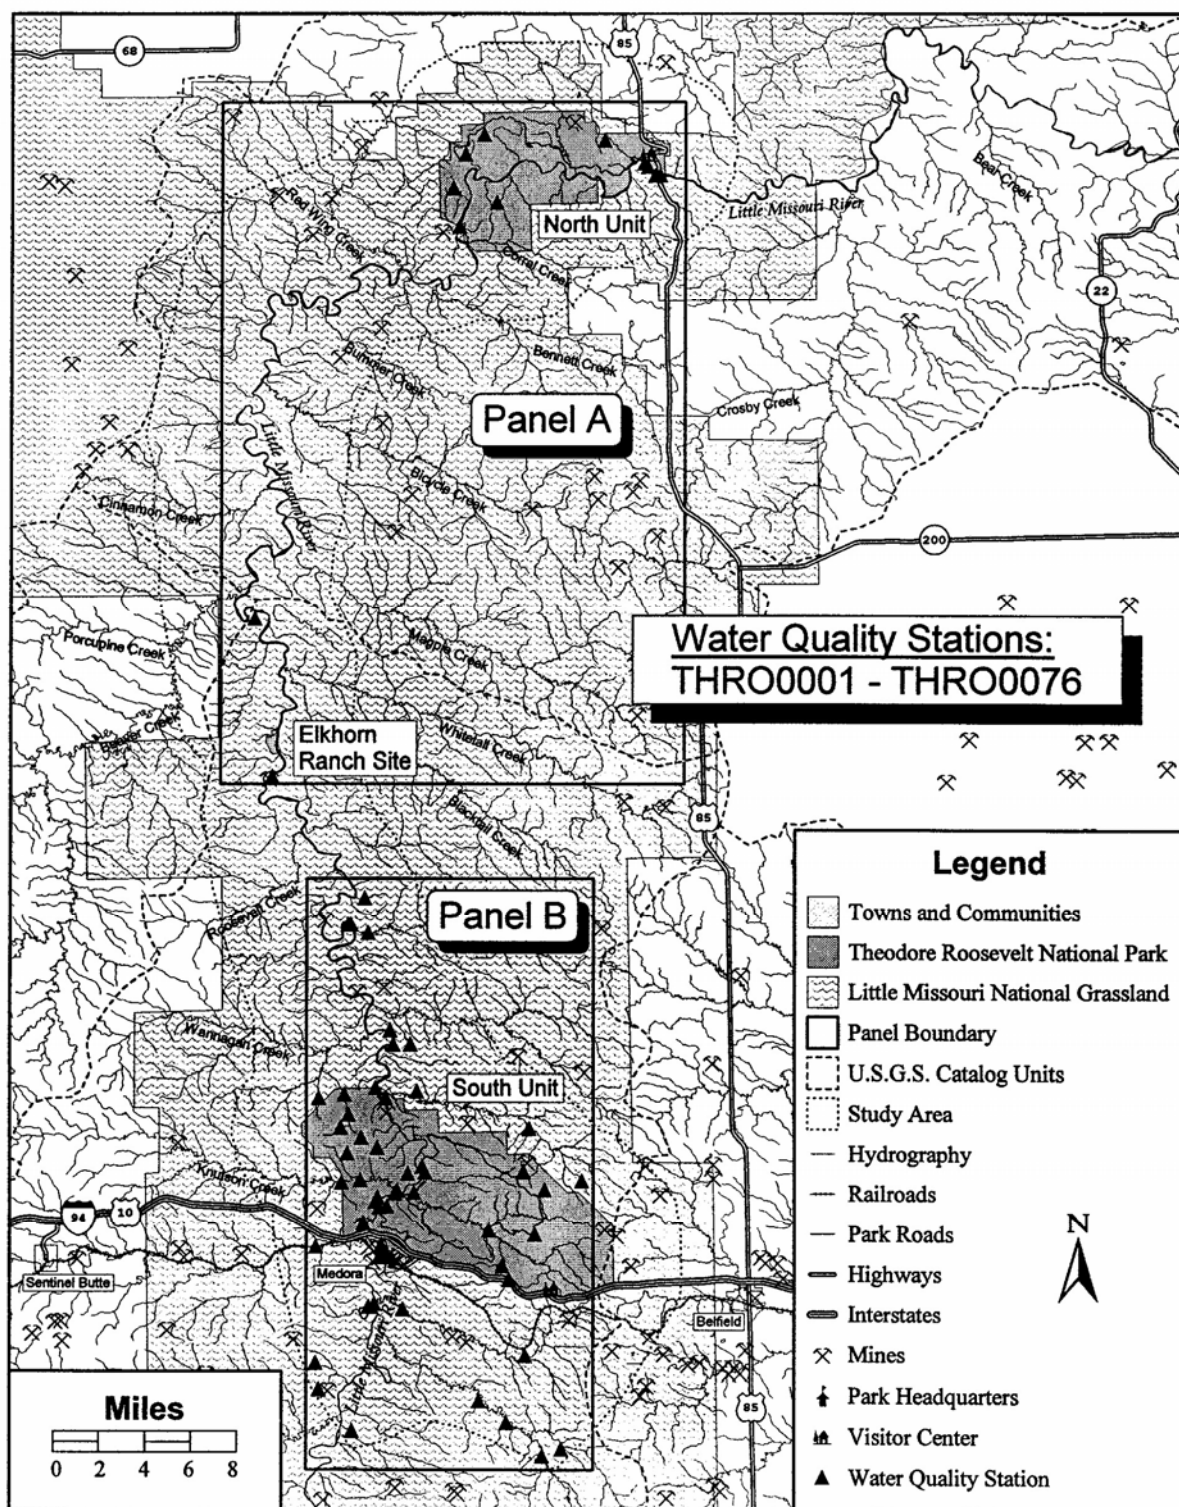 68
85
Bear Creek
Little Missouri River
Red Wing Creek
North Unit
Corral Creek
22
Bennett Creek
Bummer Creek
Crosby Creek
Panel A
Little Missouri River
Bicycle Creek
Cinnamon Creek
200
Porcupine Creek
Magpie Creek
Water Quality Stations:
THRO0001 - THRO0076
Beaver Creek
Elkhorn
Ranch Site
Whitetail Creek
Blacktail Creek
85
Roosevelt Creek
Panel B
Wannagan Creek
South Unit
Knutson Creek
94
10
Sentinel Butte
Medora
Little Missouri River
Belfield
85
Legend
Towns and Communities
Theodore Roosevelt National Park
Little Missouri National Grassland
Panel Boundary
U.S.G.S. Catalog Units
Study Area
Hydrography
Railroads
Park Roads
Highways
Interstates
Mines
Park Headquarters
Visitor Center
Water Quality Station
N
Miles
0 2 4 6 8